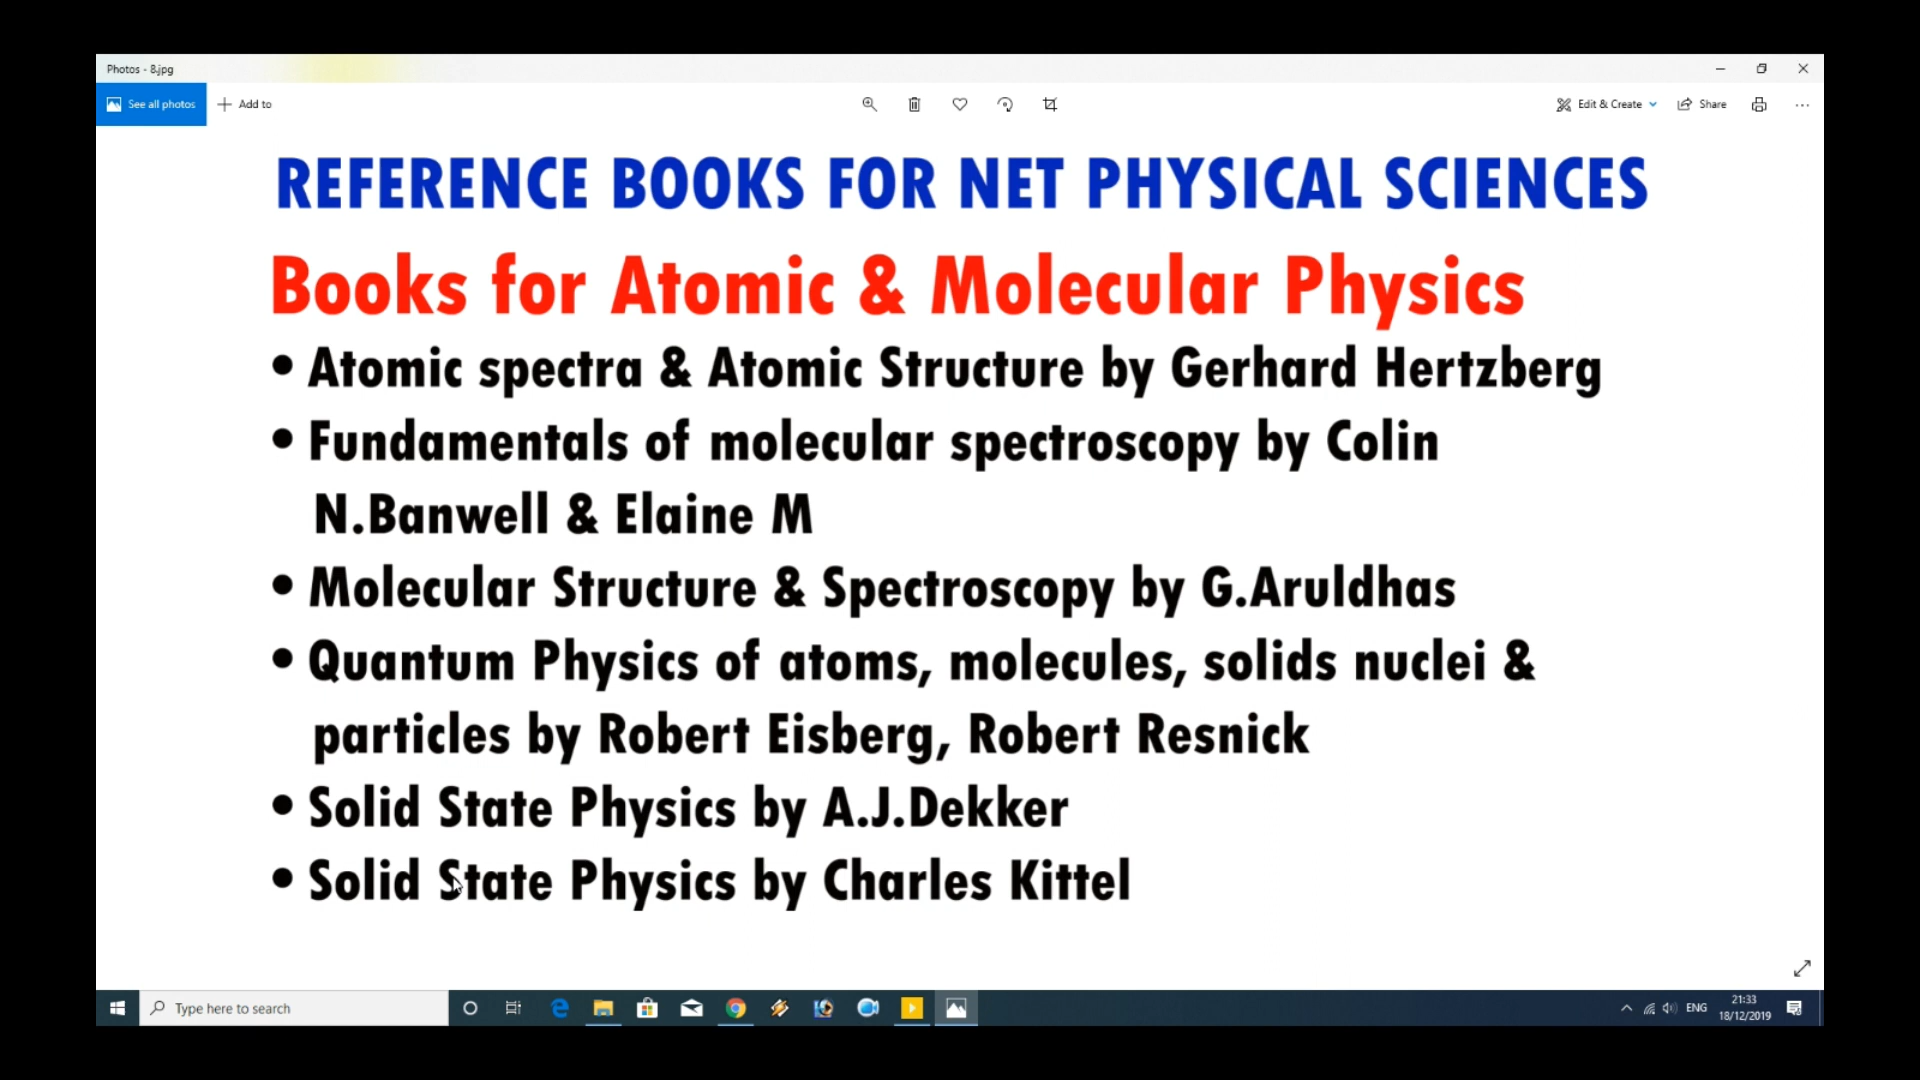 Photos - 8.jpg
See all photos
Add to
Edit & Create
Share
REFERENCE BOOKS FOR NET PHYSICAL SCIENCES
Books for Atomic & Molecular Physics
• Atomic spectra & Atomic Structure by Gerhard Hertzberg
• Fundamentals of molecular spectroscopy by Colin
N.Banwell & Elaine M
• Molecular Structure & Spectroscopy by G.Aruldhas
• Quantum Physics of atoms, molecules, solids nuclei &
particles by Robert Eisberg, Robert Resnick
• Solid State Physics by A.J.Dekker
• Solid State Physics by Charles Kittel
Type here to search
ENG
21:33
18/12/2019